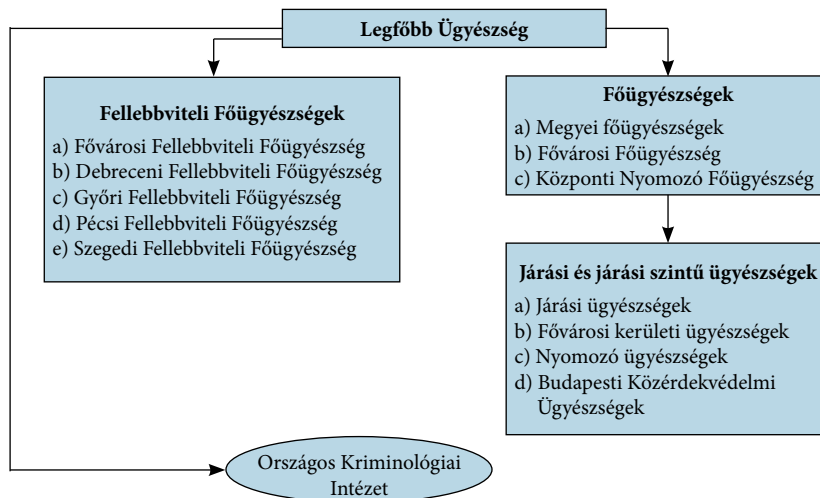 Legfőbb Ügyészség
Fellebbviteli Főügyészségek
a) Fővárosi Fellebbviteli Főügyészség
b) Debreceni Fellebbviteli Főügyészség
c) Győri Fellebbviteli Főügyészség
d) Pécsi Fellebbviteli Főügyészség
e) Szegedi Fellebbviteli Főügyészség
Főügyészségek
a) Megyei főügyészségek
b) Fővárosi Főügyészség
c) Központi Nyomozó Főügyészség
Járási és járási szintű ügyészségek
a) Járási ügyészségek
b) Fővárosi kerületi ügyészségek
c) Nyomozó ügyészségek
d) Budapesti Közérdekvédelmi
Ügyészségek
Országos Kriminológiai
Intézet